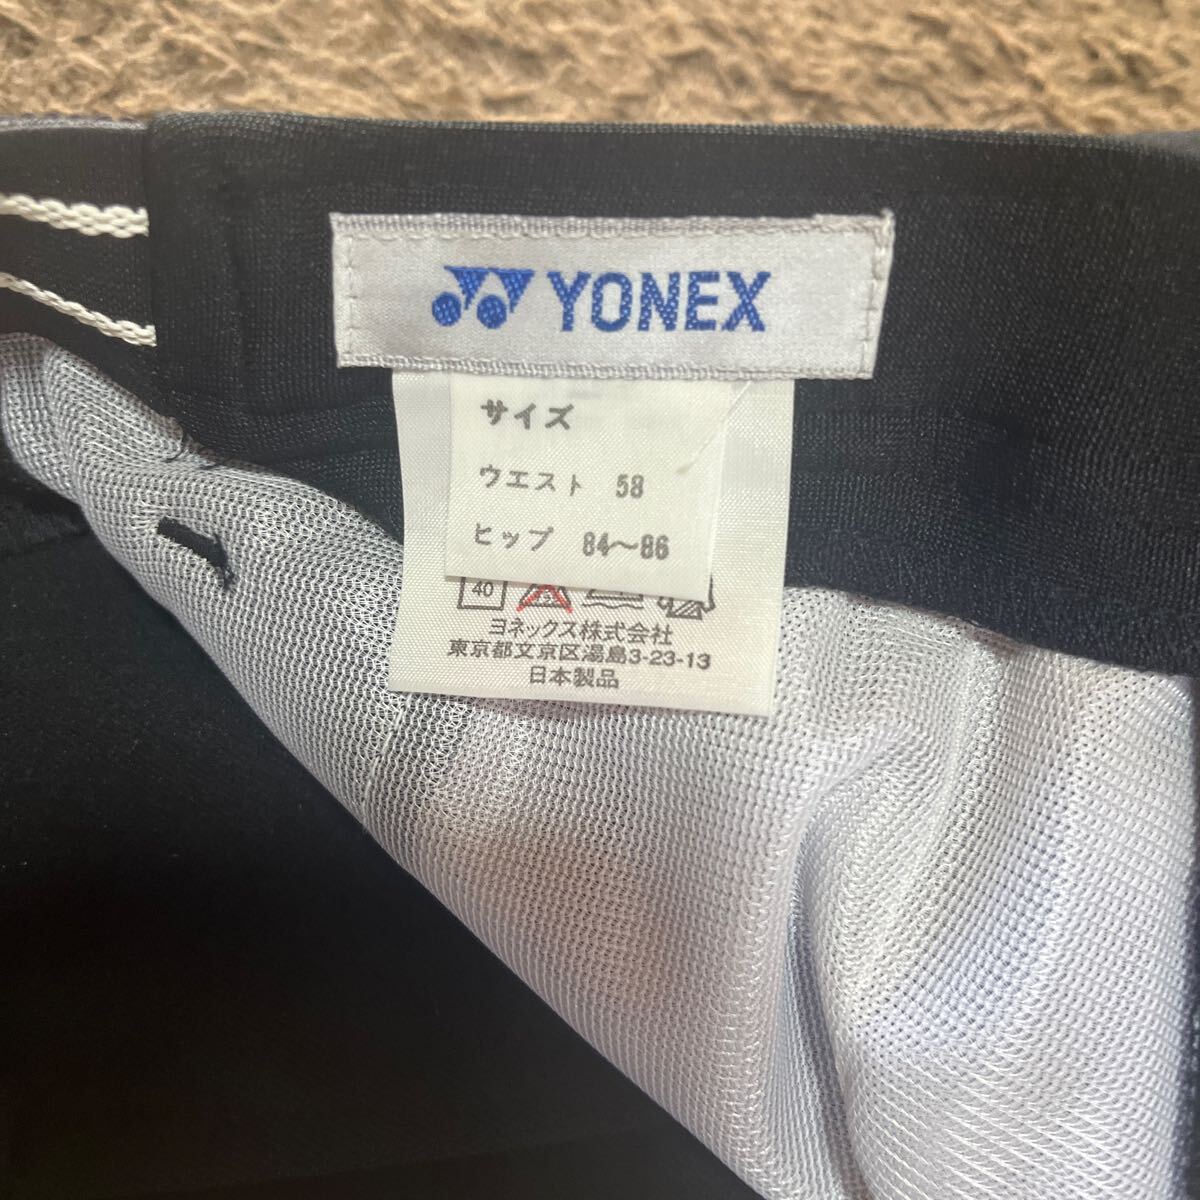 YONEX
サイズ
ウエスト 58
ヒップ 84〜86
40
ヨネックス株式会社
東京都文京区湯島3-23-13
日本製品